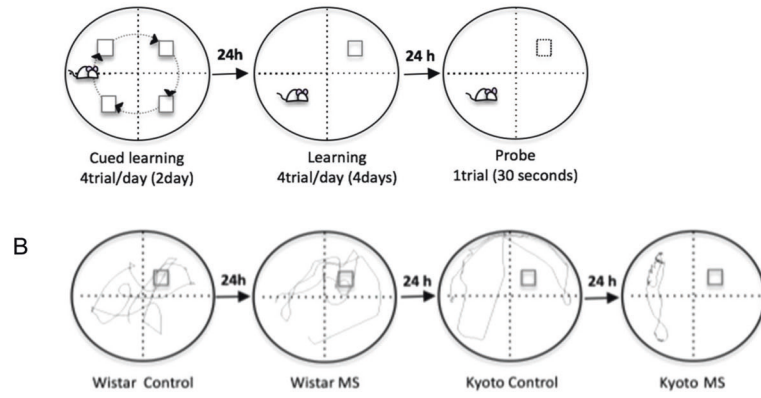 24h
24 h
Cued learning
4trial/day (2day)
Learning
4trial/day (4days)
Probe
1trial (30 seconds)
B
24h
24 h
24 h
Wistar Control
Wistar MS
Kyoto Control
Kyoto MS